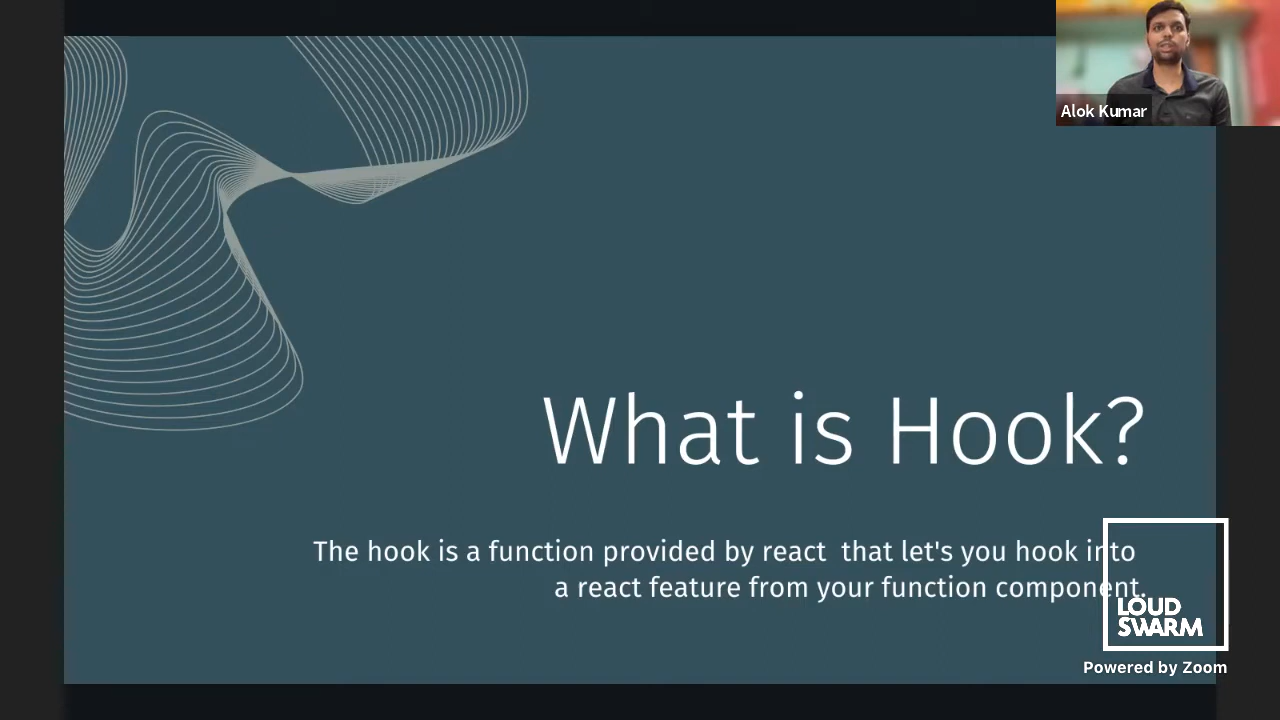 Alok Kumar
What is Hook?
The hook is a function provided by react  that let's you hook into
a react feature from your function component.
LOUD
SWARM
Powered by Zoom